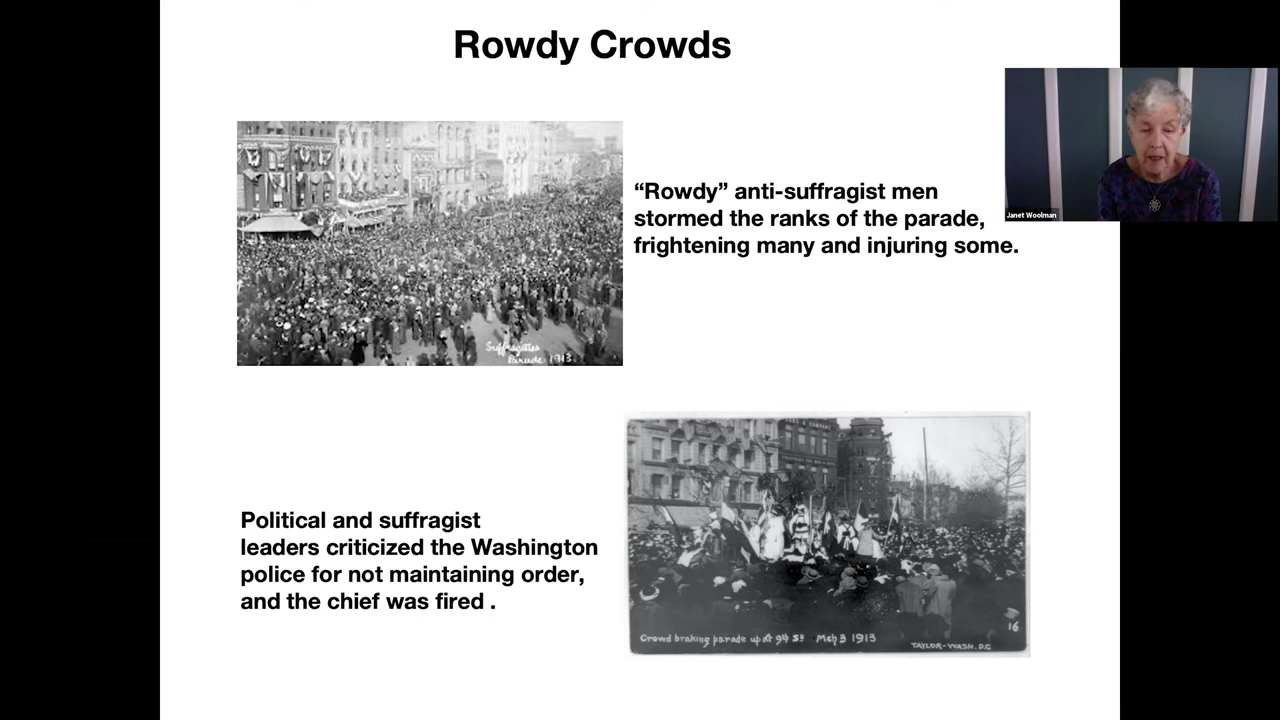 Rowdy Crowds
“Rowdy” anti-suffragist men
stormed the ranks of the parade,
frightening many and injuring some.
Janet Woolman
Suffragettes
Parade 1913
Political and suffragist
leaders criticized the Washington
police for not maintaining order,
and the chief was fired .
& COMPANY
16
Crowd braking parade up at 9th St Mch 3 1913
TAYLOR-WASH. D.C